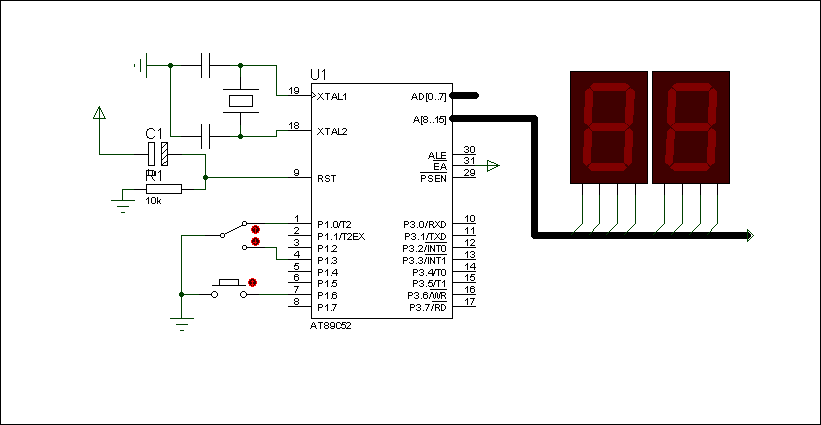 U1
19 XTAL1 AD[0..7]
A[8..15]
18 XTAL2
C1
ALE 30
EA 31
PSEN 29
9 RST
R1
10k
1 P1.0/T2 P3.0/RXD 10
2 P1.1/T2EX P3.1/TXD 11
3 P1.2 P3.2/INT0 12
4 P1.3 P3.3/INT1 13
5 P1.4 P3.4/T0 14
6 P1.5 P3.5/T1 15
7 P1.6 P3.6/WR 16
8 P1.7 P3.7/RD 17
AT89C52
88